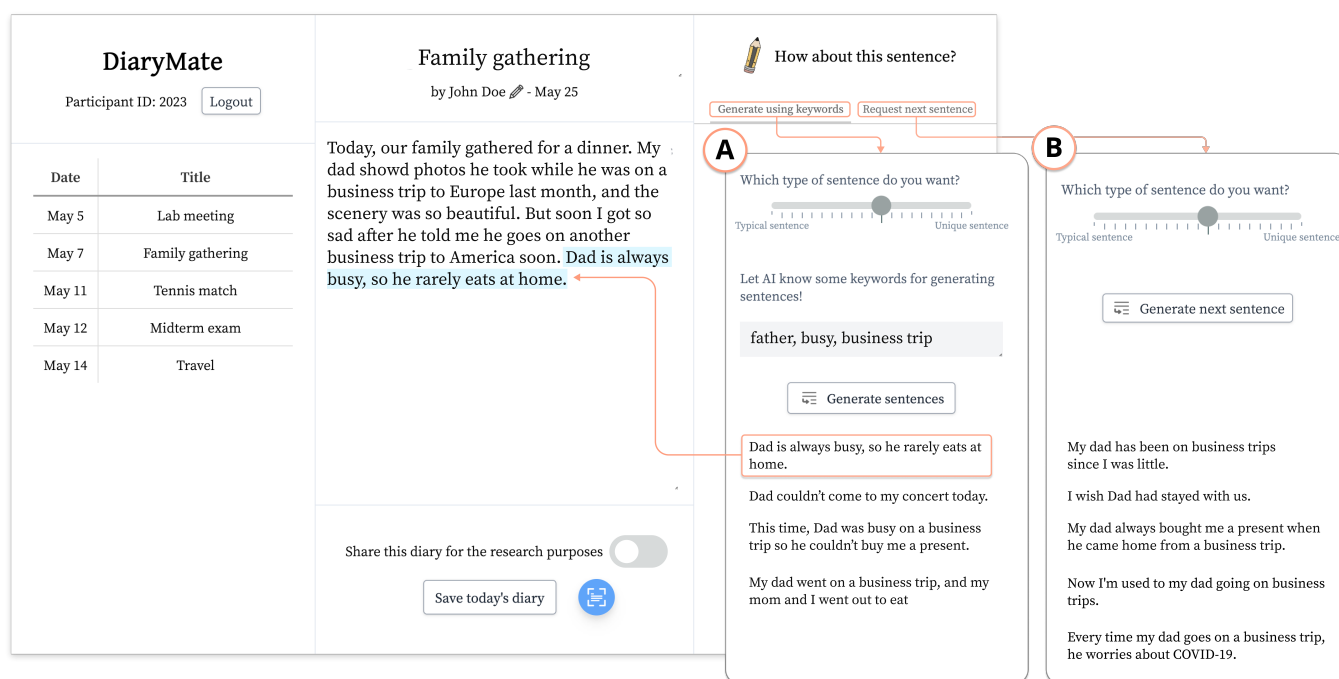 DiaryMate
Participant ID: 2023
Logout
Date
Title
May 5
Lab meeting
May 7
Family gathering
May 11
Tennis match
May 12
Midterm exam
May 14
Travel
Family gathering
by John Doe - May 25
Today, our family gathered for a dinner. My
dad showd photos he took while he was on a
business trip to Europe last month, and the
scenery was so beautiful. But soon I got so
sad after he told me he goes on another
business trip to America soon. Dad is always
busy, so he rarely eats at home.
Share this diary for the research purposes
Save today's diary
How about this sentence?
Generate using keywords
Request next sentence
A
Which type of sentence do you want?
Typical sentence
Unique sentence
Let AI know some keywords for generating
sentences!
father, busy, business trip
Generate sentences
Dad is always busy, so he rarely eats at
home.
Dad couldn't come to my concert today.
This time, Dad was busy on a business
trip so he couldn't buy me a present.
My dad went on a business trip, and my
mom and I went out to eat
B
Which type of sentence do you want?
Typical sentence
Unique sentence
Generate next sentence
My dad has been on business trips
since I was little.
I wish Dad had stayed with us.
My dad always bought me a present when
he came home from a business trip.
Now I'm used to my dad going on business
trips.
Every time my dad goes on a business trip,
he worries about COVID-19.